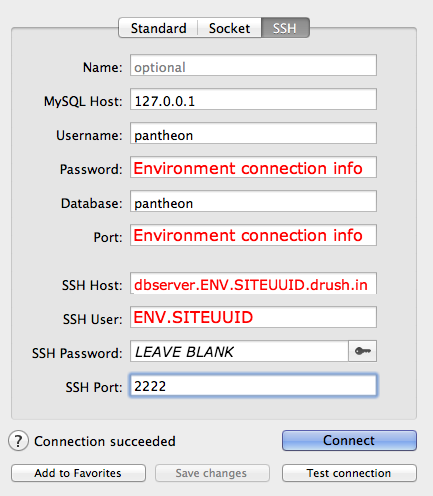 Standard Socket SSH
Name: optional
MySQL Host: 127.0.0.1
Username: pantheon
Password: Environment connection info
Database: pantheon
Port: Environment connection info
SSH Host: dbserver.ENV.SITEUUID.drush.in
SSH User: ENV.SITEUUID
SSH Password: LEAVE BLANK
SSH Port: 2222
? Connection succeeded Connect
Add to Favorites Save changes Test connection